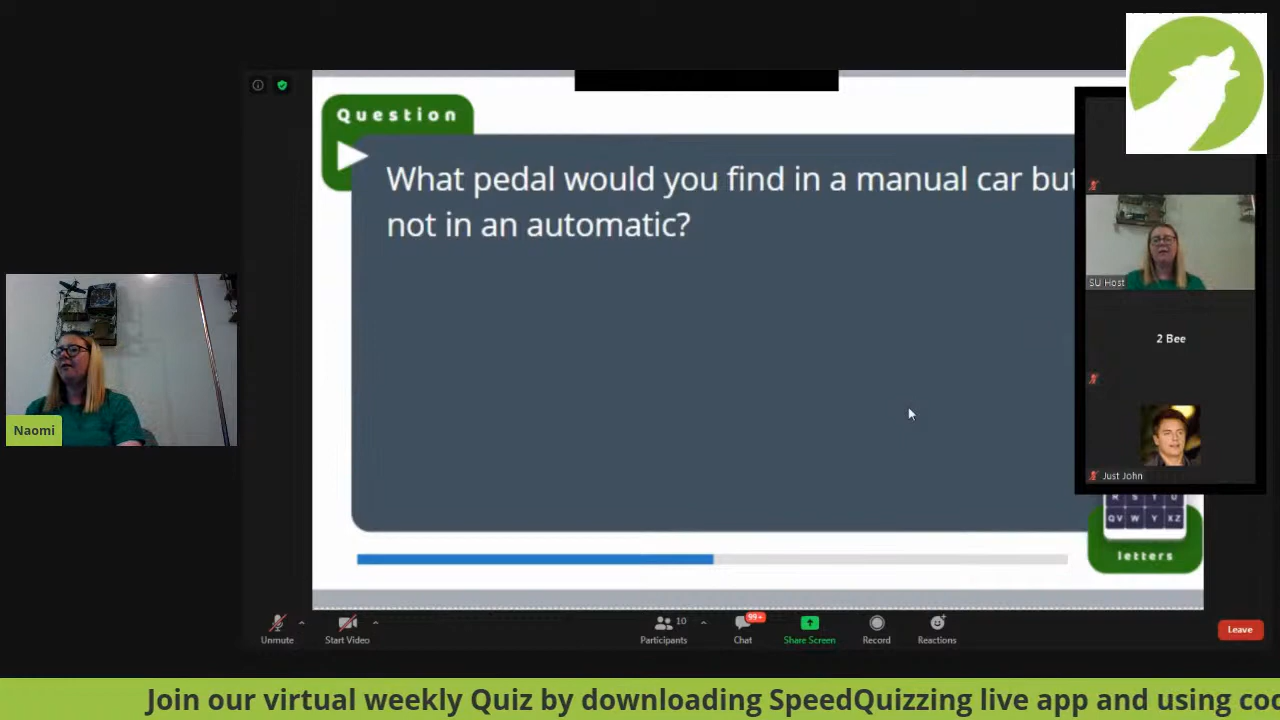 Question
What pedal would you find in a manual car but
not in an automatic?
SU Host
2 Bee
Naomi
Just John
R S T U
QV W Y XZ
letters
Unmute
Start Video
Participants
10
Chat
99+
Share Screen
Record
Reactions
Leave
Join our virtual weekly Quiz by downloading SpeedQuizzing live app and using